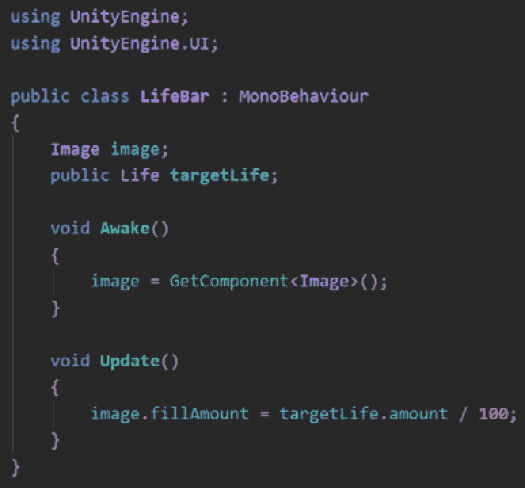 using UnityEngine;
using UnityEngine.UI;
public class LifeBar : MonoBehaviour
{
Image image;
public Life targetLife;
void Awake()
{
image = GetComponent<Image>();
}
void Update()
{
image.fillAmount = targetLife.amount / 100;
}
}